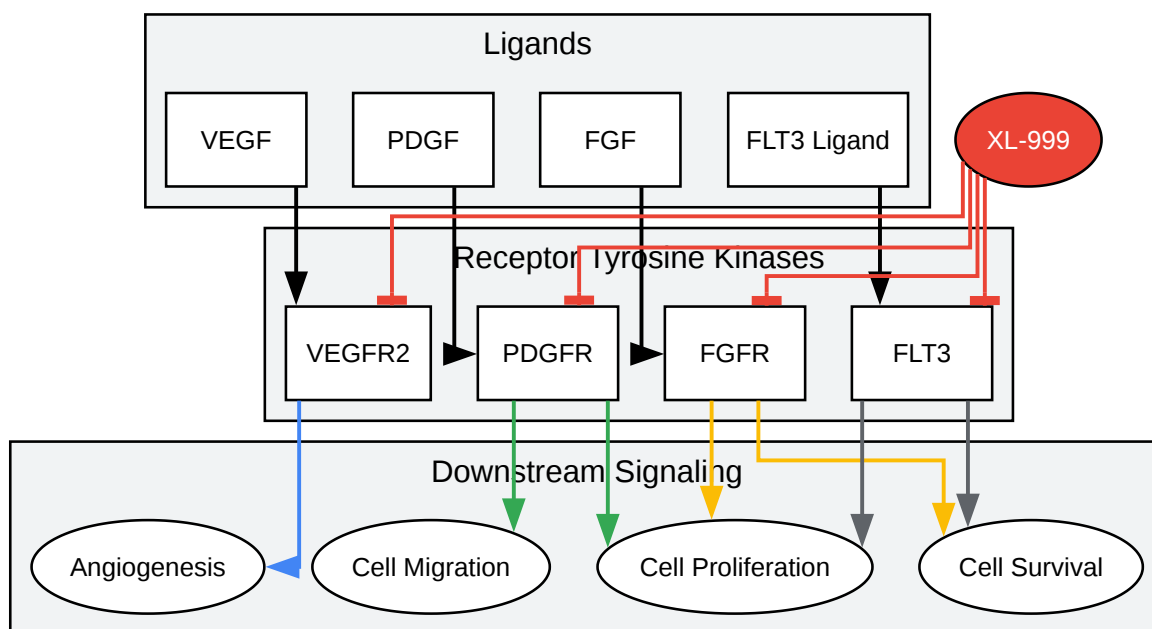 Ligands
VEGF
PDGF
FGF
FLT3 Ligand
XL-999
Receptor Tyrosine Kinases
VEGFR2
PDGFR
FGFR
FLT3
Downstream Signaling
Angiogenesis
Cell Migration
Cell Proliferation
Cell Survival